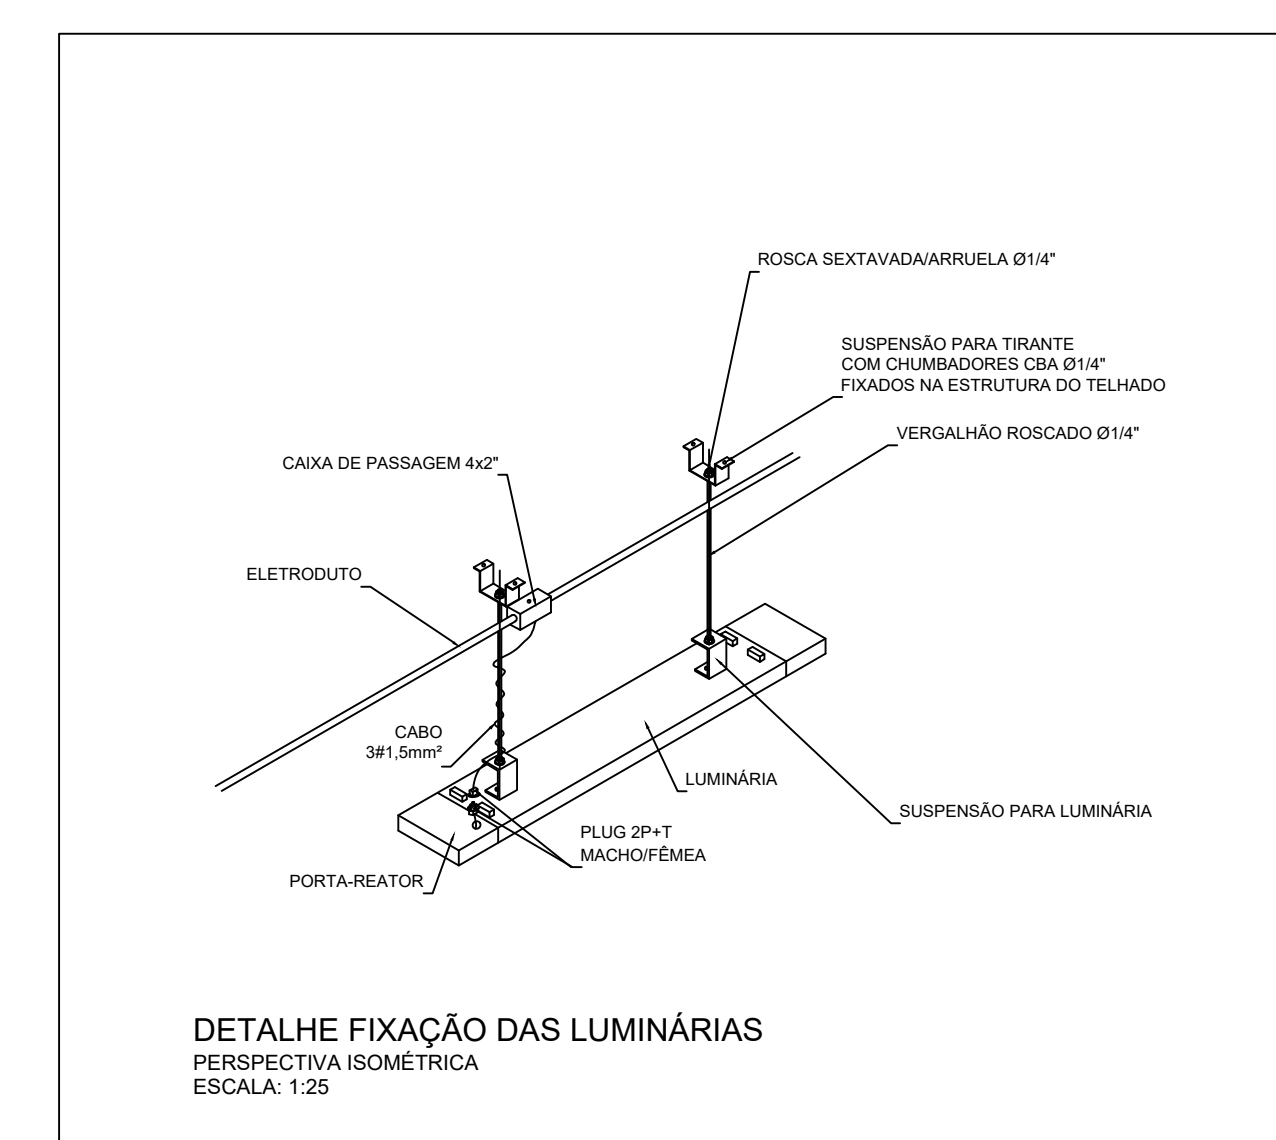 ROSCA SEXTAVADA/ARRUELA Ø1/4"
SUSPENSÃO PARA TIRANTE
COM CHUMBADORES CBA Ø1/4"
FIXADOS NA ESTRUTURA DO TELHADO
VERGALHÃO ROSCADO Ø1/4"
CAIXA DE PASSAGEM 4x2"
ELETRODUTO
CABO
3#1,5mm²
LUMINÁRIA
SUSPENSÃO PARA LUMINÁRIA
PLUG 2P+T
MACHO/FÊMEA
PORTA-REATOR
DETALHE FIXAÇÃO DAS LUMINÁRIAS
PERSPECTIVA ISOMÉTRICA
ESCALA: 1:25